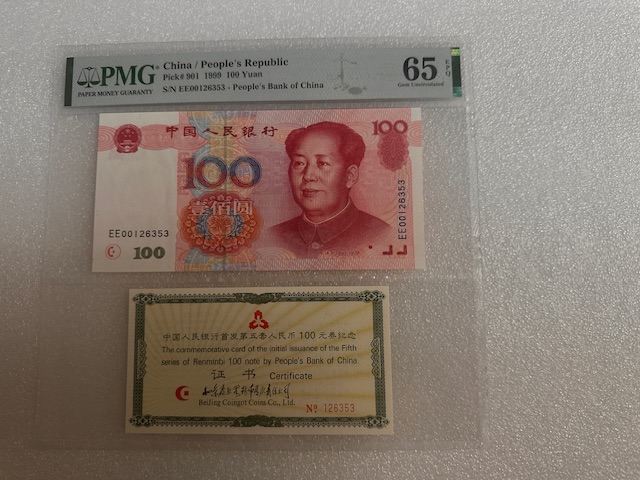 PMG
PAPER MONEY GUARANTY
China / People's Republic
Pick# 901 1999 100 Yuan
S/N EE00126353 - People's Bank of China
65 EPQ
Gem Uncirculated
中国人民银行
100
100
壹佰圆
EE00126353
EE00126353
100
中国人民银行首发第五套人民币100元券纪念
The commemorative card of the initial issuance of the Fifth
series of Renminbi 100 note by People's Bank of China
证 书 Certificate
BeiJing Coingot Coins Co., Ltd.
№ 126353